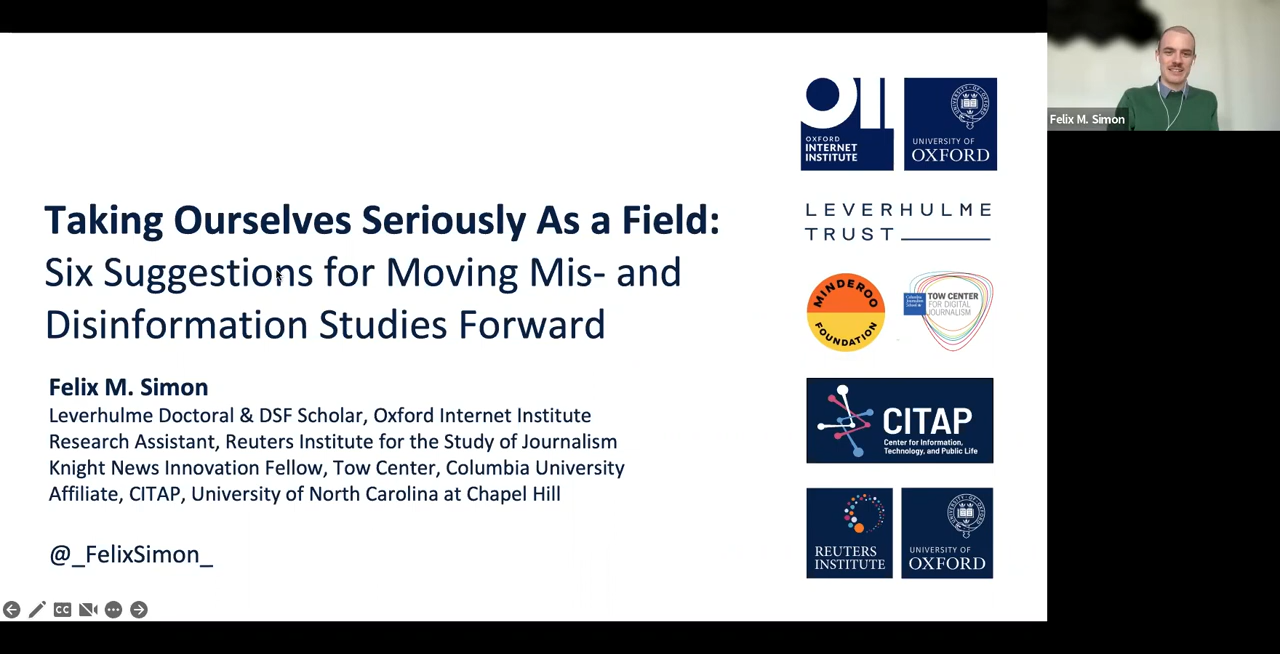 Taking Ourselves Seriously As a Field:
Six Suggestions for Moving Mis- and
Disinformation Studies Forward
Felix M. Simon
Leverhulme Doctoral & DSF Scholar, Oxford Internet Institute
Research Assistant, Reuters Institute for the Study of Journalism
Knight News Innovation Fellow, Tow Center, Columbia University
Affiliate, CITAP, University of North Carolina at Chapel Hill
@_FelixSimon_
OXFORD
INTERNET
INSTITUTE
UNIVERSITY OF
OXFORD
LEVERHULME
TRUST
MINDEROO
FOUNDATION
TOW CENTER
FOR DIGITAL
JOURNALISM
CITAP
Center for Information,
Technology, and Public Life
REUTERS
INSTITUTE
UNIVERSITY OF
OXFORD
CC
Felix M. Simon